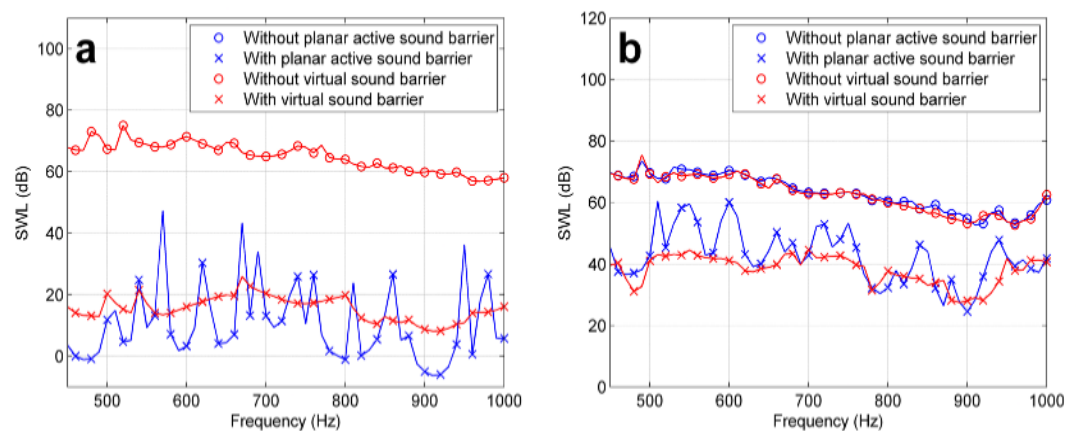 a
Without planar active sound barrier
With planar active sound barrier
Without virtual sound barrier
With virtual sound barrier
SWL (dB)
100
80
60
40
20
0
500 600 700 800 900 1000
Frequency (Hz)
b
Without planar active sound barrier
With planar active sound barrier
Without virtual sound barrier
With virtual sound barrier
SWL (dB)
120
100
80
60
40
20
0
500 600 700 800 900 1000
Frequency (Hz)